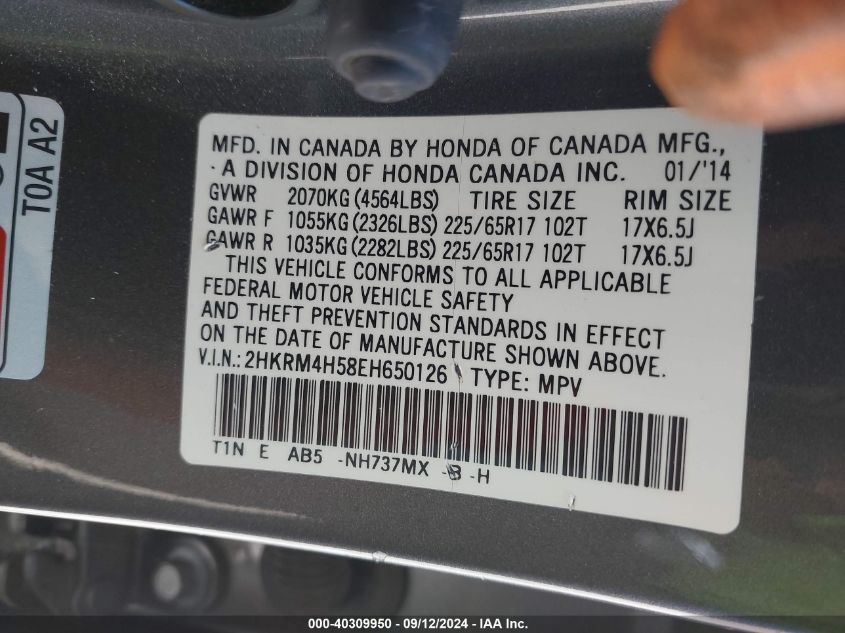 MFD. IN CANADA BY HONDA OF CANADA MFG.,
A DIVISION OF HONDA CANADA INC. 01/'14
GVWR 2070KG (4564LBS) TIRE SIZE RIM SIZE
GAWR F 1055KG (2326LBS) 225/65R17 102T 17X6.5J
GAWR R 1035KG (2282LBS) 225/65R17 102T 17X6.5J
THIS VEHICLE CONFORMS TO ALL APPLICABLE
FEDERAL MOTOR VEHICLE SAFETY
AND THEFT PREVENTION STANDARDS IN EFFECT
ON THE DATE OF MANUFACTURE SHOWN ABOVE.
V.I.N.: 2HKRM4H58EH650126 TYPE: MPV
T1N E AB5 -NH737MX -B -H
T0A A2
000-40309950 - 09/12/2024 - IAA Inc.